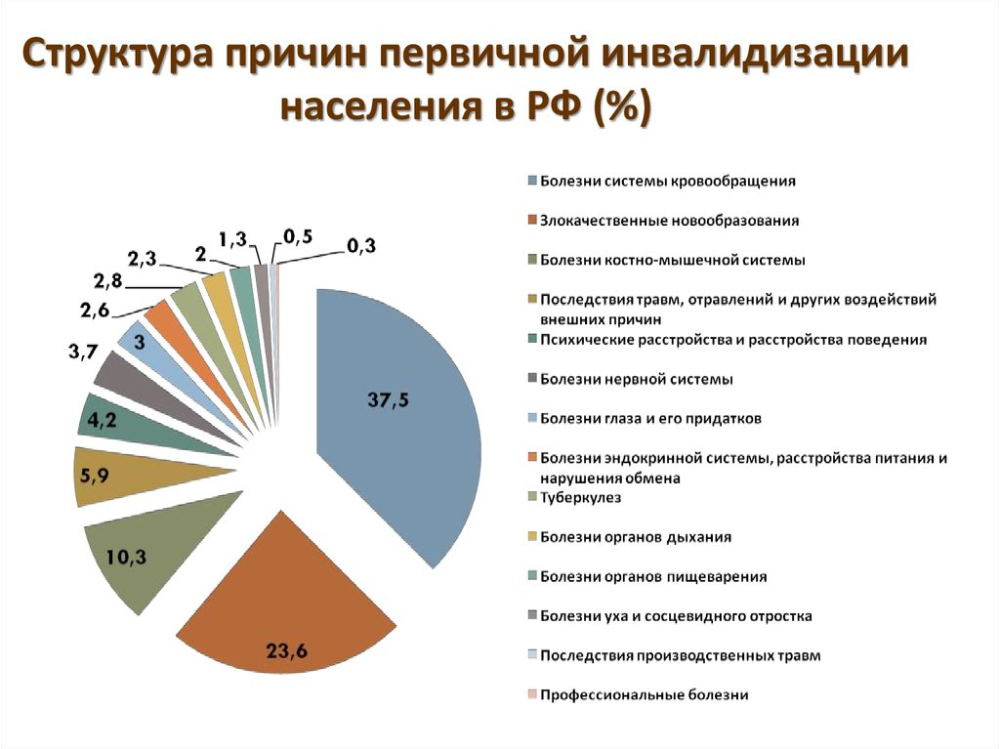 Структура причин первичной инвалидизации
населения в РФ (%)
Болезни системы кровообращения
Злокачественные новообразования
Болезни костно-мышечной системы
Последствия травм, отравлений и других воздействий
внешних причин
Психические расстройства и расстройства поведения
Болезни нервной системы
Болезни глаза и его придатков
Болезни эндокринной системы, расстройства питания и
нарушения обмена
Туберкулез
Болезни органов дыхания
Болезни органов пищеварения
Болезни уха и сосцевидного отростка
Последствия производственных травм
Профессиональные болезни
37,5
23,6
10,3
5,9
4,2
3,7
3
2,6
2,8
2,3
2
1,3
0,5
0,3